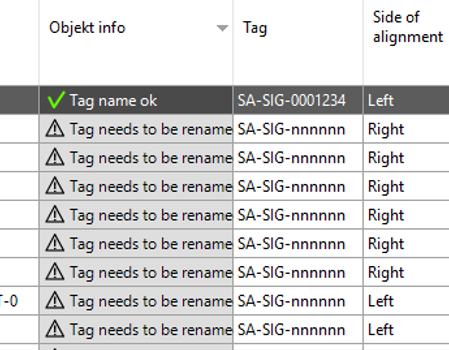 Objekt info Tag Side of
alignment
Tag name ok SA-SIG-0001234 Left
Tag needs to be rename SA-SIG-nnnnnn Right
Tag needs to be rename SA-SIG-nnnnnn Right
Tag needs to be rename SA-SIG-nnnnnn Right
Tag needs to be rename SA-SIG-nnnnnn Right
Tag needs to be rename SA-SIG-nnnnnn Right
Tag needs to be rename SA-SIG-nnnnnn Right
T-0 Tag needs to be rename SA-SIG-nnnnnn Left
Tag needs to be rename SA-SIG-nnnnnn Left